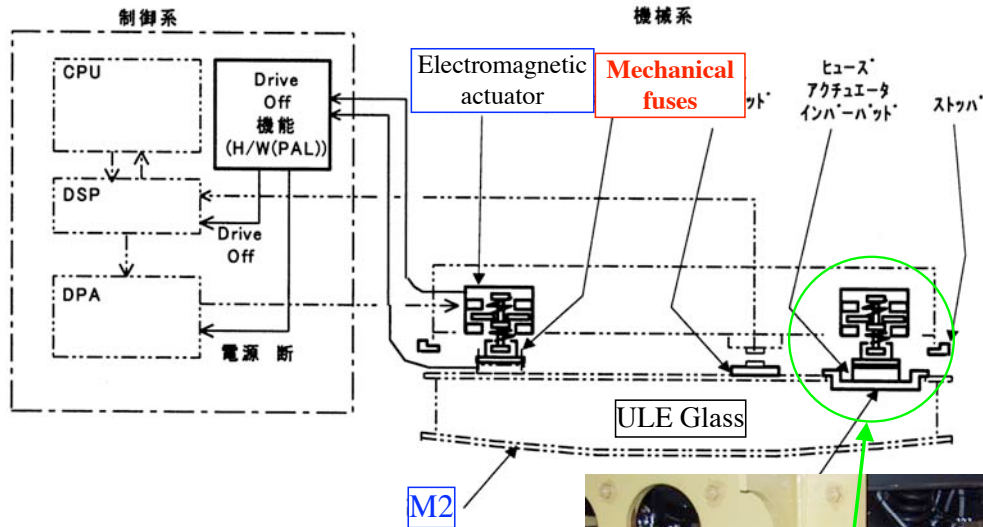 制御系
機械系
CPU
Drive
Off
機能
(H/W(PAL))
DSP
Drive
Off
DPA
電源 断
Electromagnetic
actuator
Mechanical
fuses
ッド
ヒューズ
アクチュエータ
インバーパッド
ストッパ
ULE Glass
M2